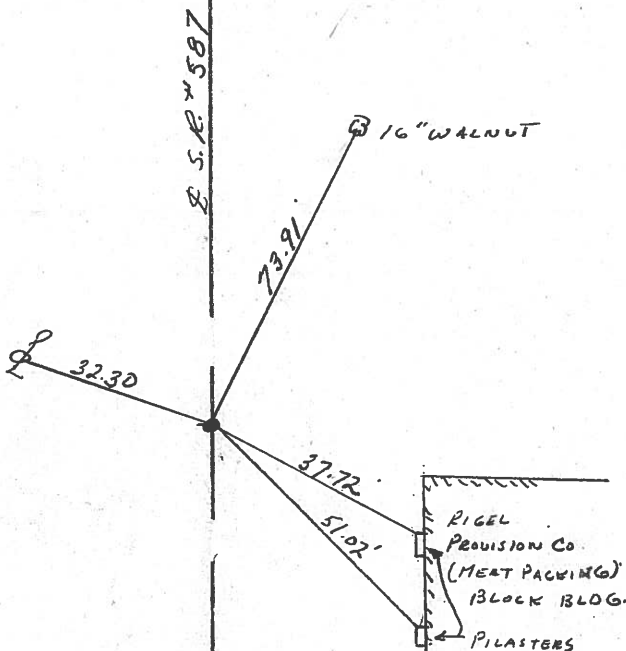 ℄ S.R. # 587
16" WALNUT
73.91'
32.30
37.72'
51.02'
RIGEL
PROVISION CO
(MEAT PACKING)
BLOCK BLDG.
PILASTERS